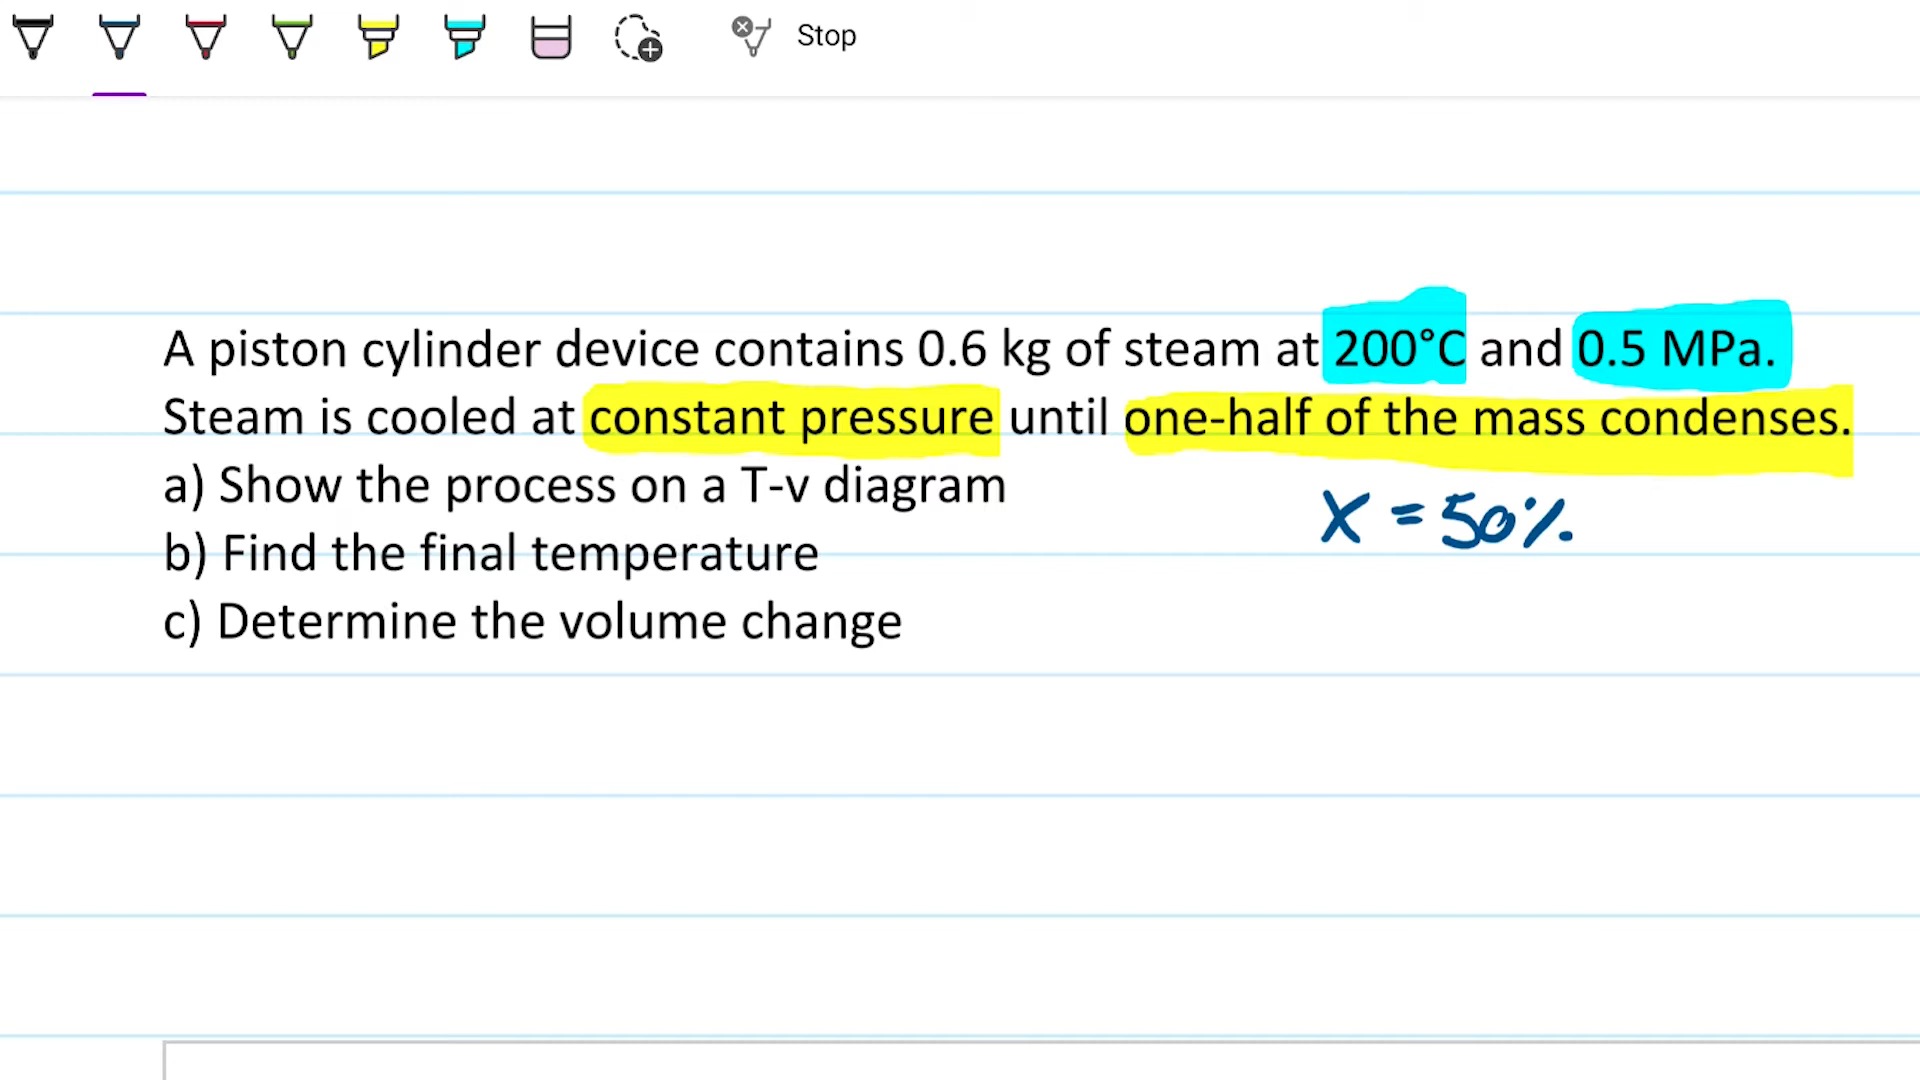 Stop
A piston cylinder device contains 0.6 kg of steam at 200°C and 0.5 MPa.
Steam is cooled at constant pressure until one-half of the mass condenses.
a) Show the process on a T-v diagram
x = 50%.
b) Find the final temperature
c) Determine the volume change